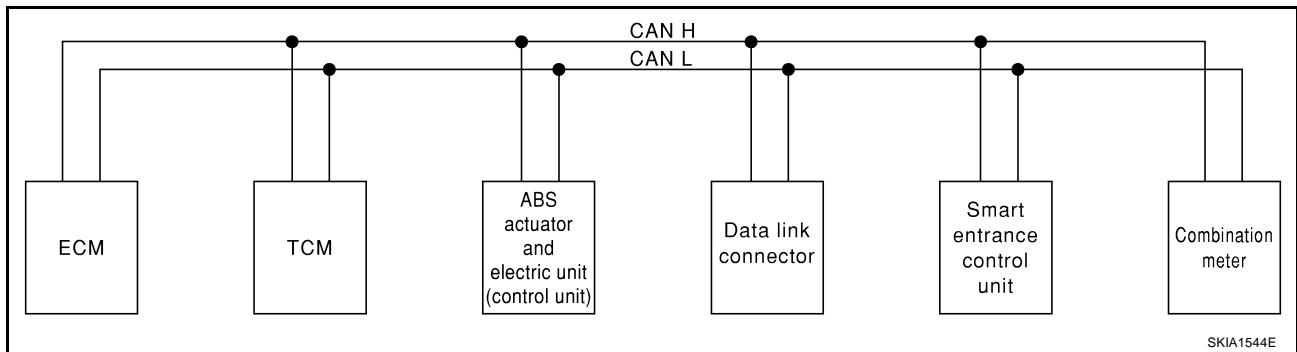 CAN H
CAN L
ECM
TCM
ABS
actuator
and
electric unit
(control unit)
Data link
connector
Smart
entrance
control
unit
Combination
meter
SKIA1544E